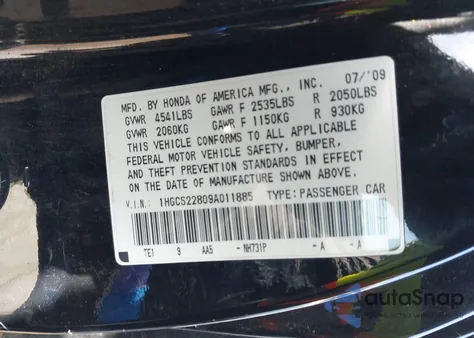 MFD. BY HONDA OF AMERICA MFG., INC. 07/'09
GVWR 4541LBS GAWR F 2535LBS R 2050LBS
GVWR 2060KG GAWR F 1150KG R 930KG
THIS VEHICLE CONFORMS TO ALL APPLICABLE
FEDERAL MOTOR VEHICLE SAFETY, BUMPER,
AND THEFT PREVENTION STANDARDS IN EFFECT
ON THE DATE OF MANUFACTURE SHOWN ABOVE.
V.I.N.: 1HGCS22809A011885 TYPE: PASSENGER CAR
TE1 9 AA5 - NH731P - A - A
autaSnap